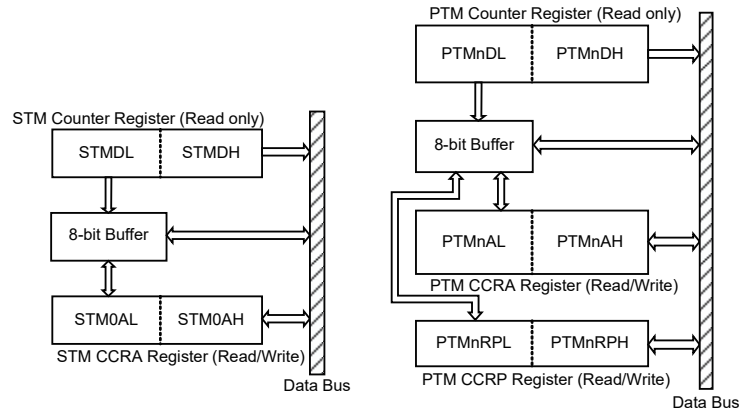 STM Counter Register (Read only)
STMDL
STMDH
8-bit Buffer
STM0AL
STM0AH
STM CCRA Register (Read/Write)
Data Bus
PTM Counter Register (Read only)
PTMnDL
PTMnDH
8-bit Buffer
PTMnAL
PTMnAH
PTM CCRA Register (Read/Write)
PTMnRPL
PTMnRPH
PTM CCRP Register (Read/Write)
Data Bus